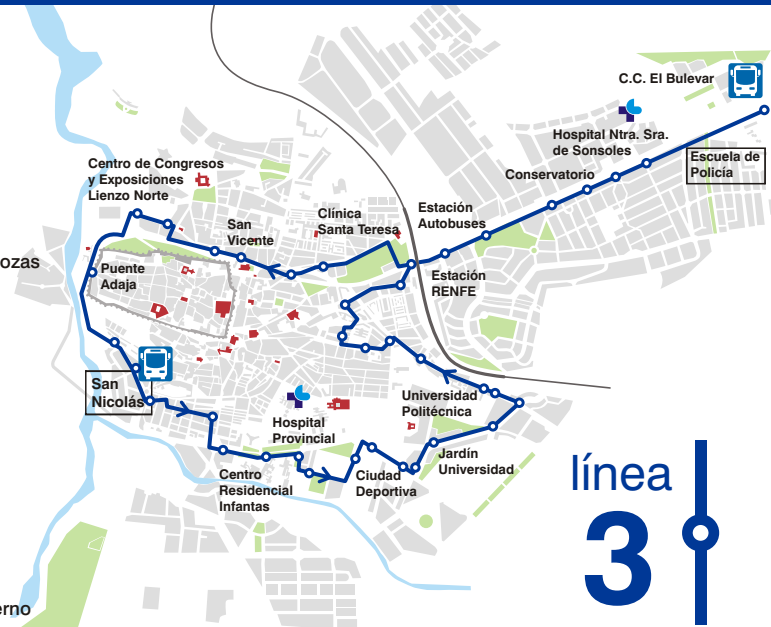 C.C. El Bulevar
Hospital Ntra. Sra.
de Sonsoles
Escuela de
Policía
Conservatorio
Centro de Congresos
y Exposiciones
Lienzo Norte
San
Vicente
Clínica
Santa Teresa
Estación
Autobuses
ozas
Puente
Adaja
Estación
RENFE
San
Nicolás
Universidad
Politécnica
Hospital
Provincial
Jardín
Universidad
Centro
Residencial
Infantas
Ciudad
Deportiva
línea
3
erno